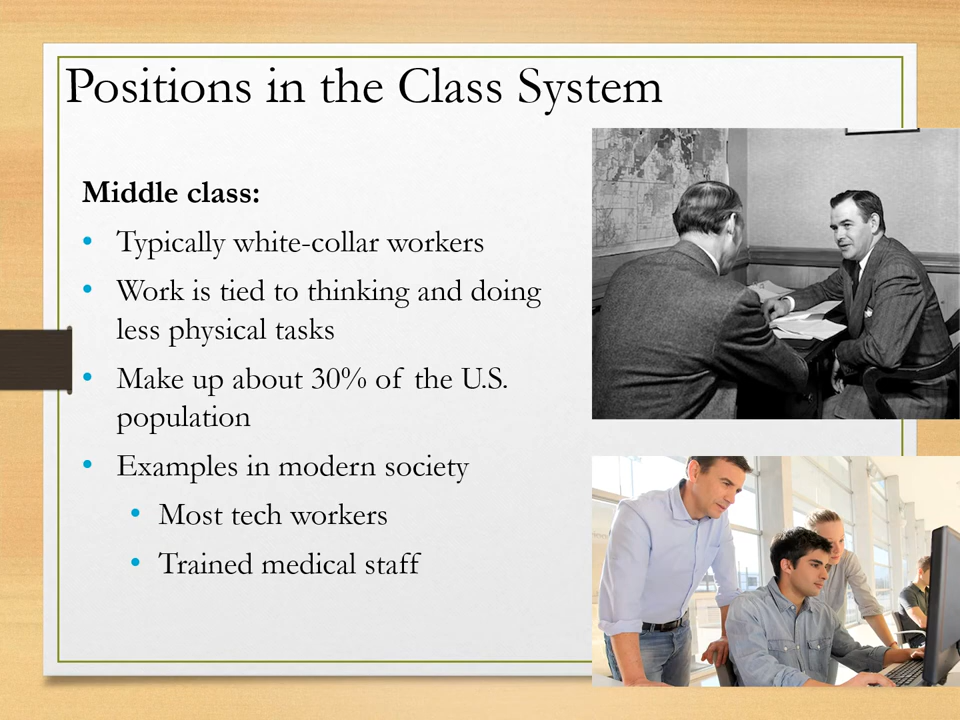 Positions in the Class System
Middle class:
• Typically white-collar workers
• Work is tied to thinking and doing
less physical tasks
• Make up about 30% of the U.S.
population
• Examples in modern society
• Most tech workers
• Trained medical staff